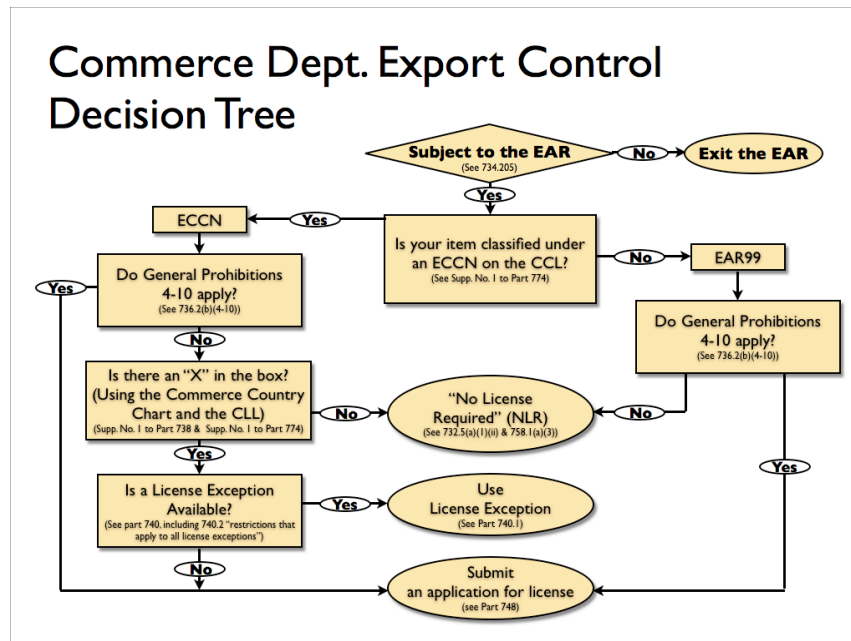 Commerce Dept. Export Control
Decision Tree
Subject to the EAR
(See 734.205)
No
Exit the EAR
Yes
ECCN
Yes
Is your item classified under
an ECCN on the CCL?
(See Supp. No. 1 to Part 774)
No
EAR99
Yes
Do General Prohibitions
4-10 apply?
(See 736.2(b)(4-10))
Do General Prohibitions
4-10 apply?
(See 736.2(b)(4-10))
No
Is there an “X” in the box?
(Using the Commerce Country
Chart and the CLL)
(Supp. No. 1 to Part 738 & Supp. No. 1 to Part 774)
No
“No License
Required” (NLR)
(See 732.5(a)(1)(ii) & 758.1(a)(3))
No
Yes
Yes
Is a License Exception
Available?
(See part 740, including 740.2 “restrictions that
apply to all license exceptions”)
Yes
Use
License Exception
(See Part 740.1)
No
Submit
an application for license
(see Part 748)